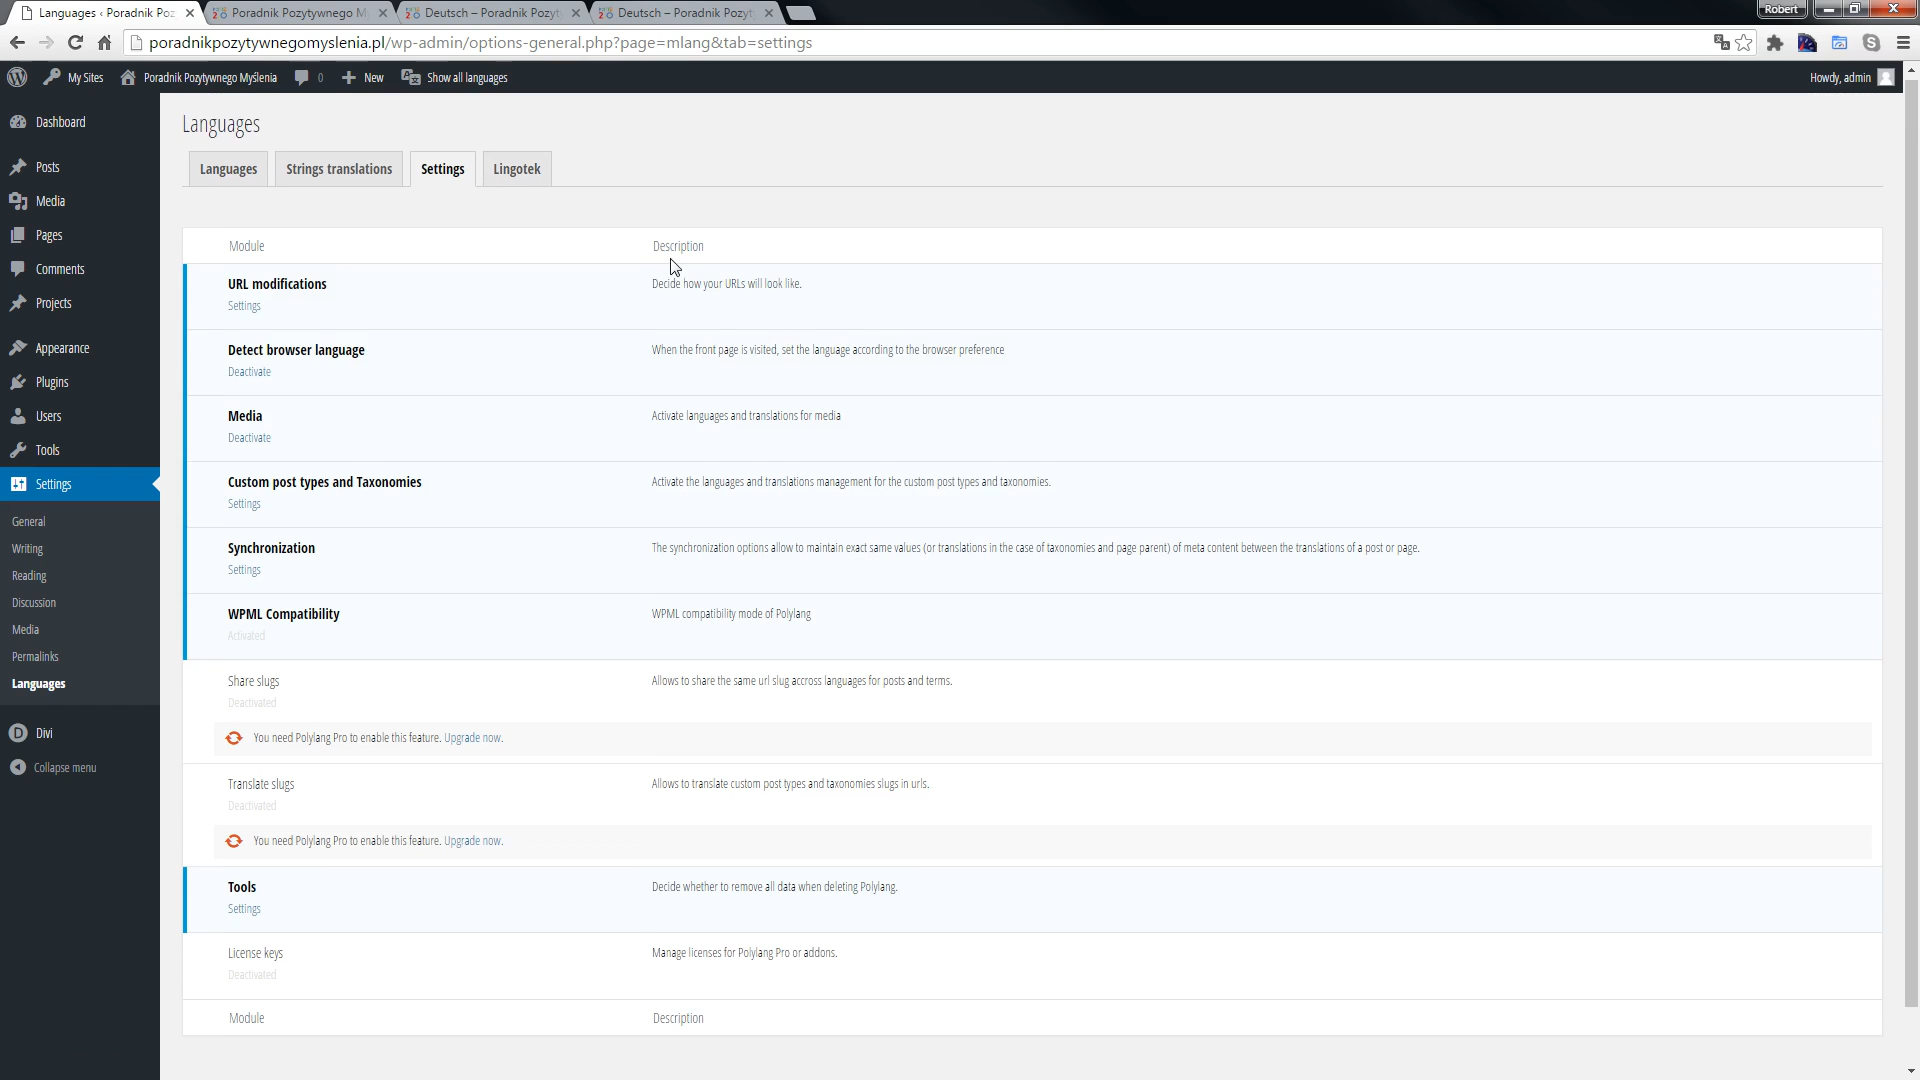 Languages ‹ Poradnik Poz
Poradnik Pozytywnego M
Deutsch – Poradnik Pozyt
Deutsch – Poradnik Pozyt
Robert
poradnikpozytywnegomyslenia.pl/wp-admin/options-general.php?page=mlang&tab=settings
My Sites
Poradnik Pozytywnego Myślenia
0
New
Show all languages
Howdy, admin
Dashboard
Posts
Media
Pages
Comments
Projects
Appearance
Plugins
Users
Tools
Settings
General
Writing
Reading
Discussion
Media
Permalinks
Languages
Divi
Collapse menu
Languages
Languages
Strings translations
Settings
Lingotek
Module
Description
URL modifications
Decide how your URLs will look like.
Settings
Detect browser language
When the front page is visited, set the language according to the browser preference
Deactivate
Media
Activate languages and translations for media
Deactivate
Custom post types and Taxonomies
Activate the languages and translations management for the custom post types and taxonomies.
Settings
Synchronization
The synchronization options allow to maintain exact same values (or translations in the case of taxonomies and page parent) of meta content between the translations of a post or page.
Settings
WPML Compatibility
WPML compatibility mode of Polylang
Activated
Share slugs
Allows to share the same url slug accross languages for posts and terms.
Deactivated
You need Polylang Pro to enable this feature. Upgrade now.
Translate slugs
Allows to translate custom post types and taxonomies slugs in urls.
Deactivated
You need Polylang Pro to enable this feature. Upgrade now.
Tools
Decide whether to remove all data when deleting Polylang.
Settings
License keys
Manage licenses for Polylang Pro or addons.
Deactivated
Module
Description